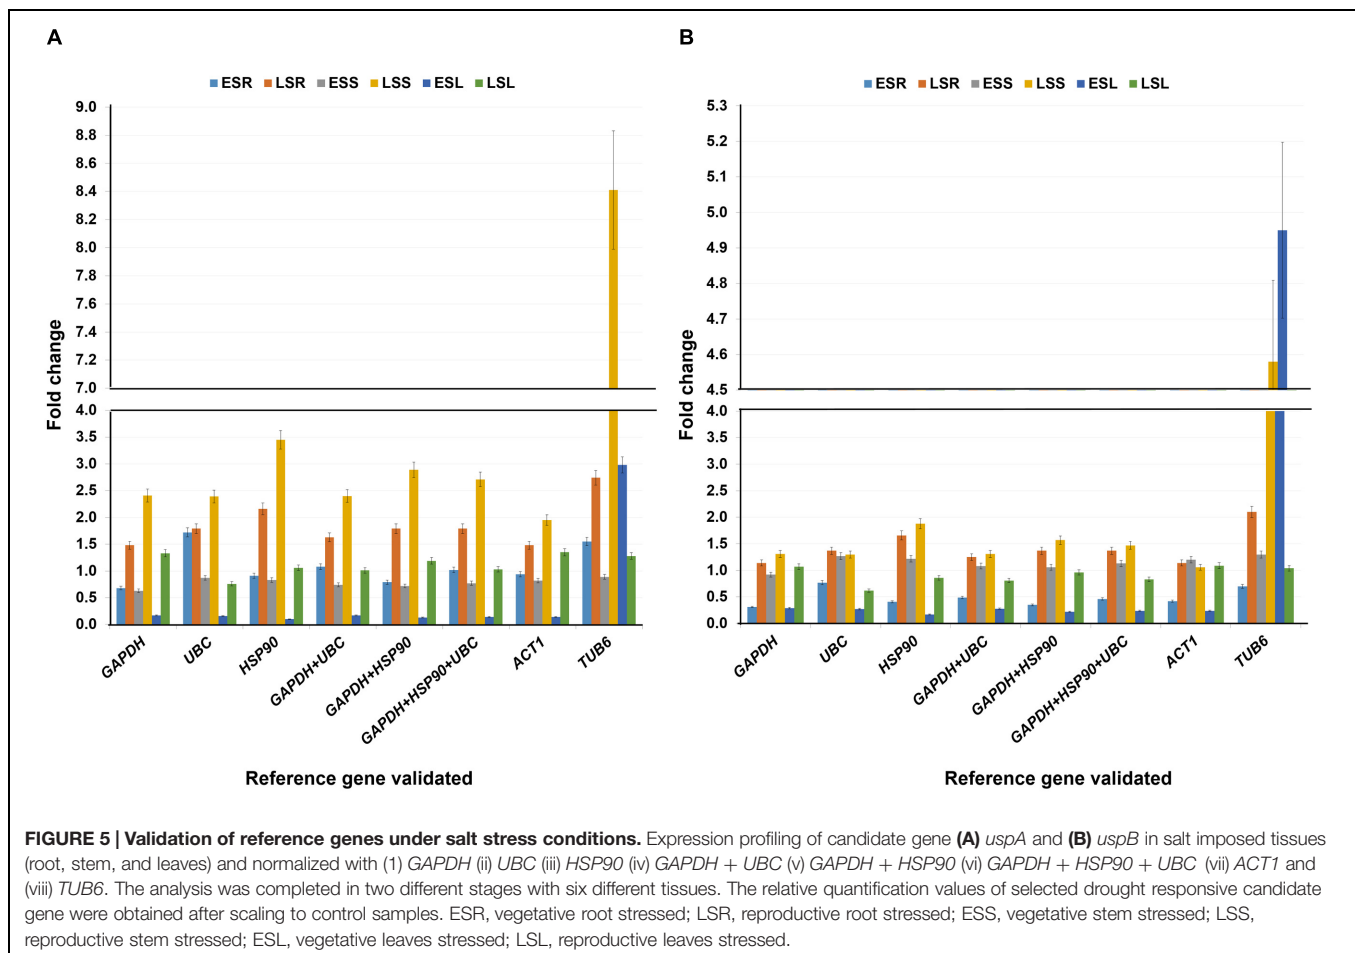 A
ESR LSR ESS LSS ESL LSL
9.0
8.8
8.6
8.4
8.2
8.0
7.8
7.6
7.4
7.2
7.0
4.0
3.5
3.0
2.5
2.0
1.5
1.0
0.5
0.0
Fold change
GAPDH
UBC
HSP90
GAPDH+UBC
GAPDH+HSP90
GAPDH+HSP90+UBC
ACT1
TUB6
Reference gene validated
B
ESR LSR ESS LSS ESL LSL
5.3
5.2
5.1
5.0
4.9
4.8
4.7
4.6
4.5
4.0
3.5
3.0
2.5
2.0
1.5
1.0
0.5
0.0
Fold change
GAPDH
UBC
HSP90
GAPDH+UBC
GAPDH+HSP90
GAPDH+HSP90+UBC
ACT1
TUB6
Reference gene validated
FIGURE 5 | Validation of reference genes under salt stress conditions. Expression profiling of candidate gene (A) uspA and (B) uspB in salt imposed tissues
(root, stem, and leaves) and normalized with (1) GAPDH (ii) UBC (iii) HSP90 (iv) GAPDH + UBC (v) GAPDH + HSP90 (vi) GAPDH + HSP90 + UBC (vii) ACT1 and
(viii) TUB6. The analysis was completed in two different stages with six different tissues. The relative quantification values of selected drought responsive candidate
gene were obtained after scaling to control samples. ESR, vegetative root stressed; LSR, reproductive root stressed; ESS, vegetative stem stressed; LSS,
reproductive stem stressed; ESL, vegetative leaves stressed; LSL, reproductive leaves stressed.